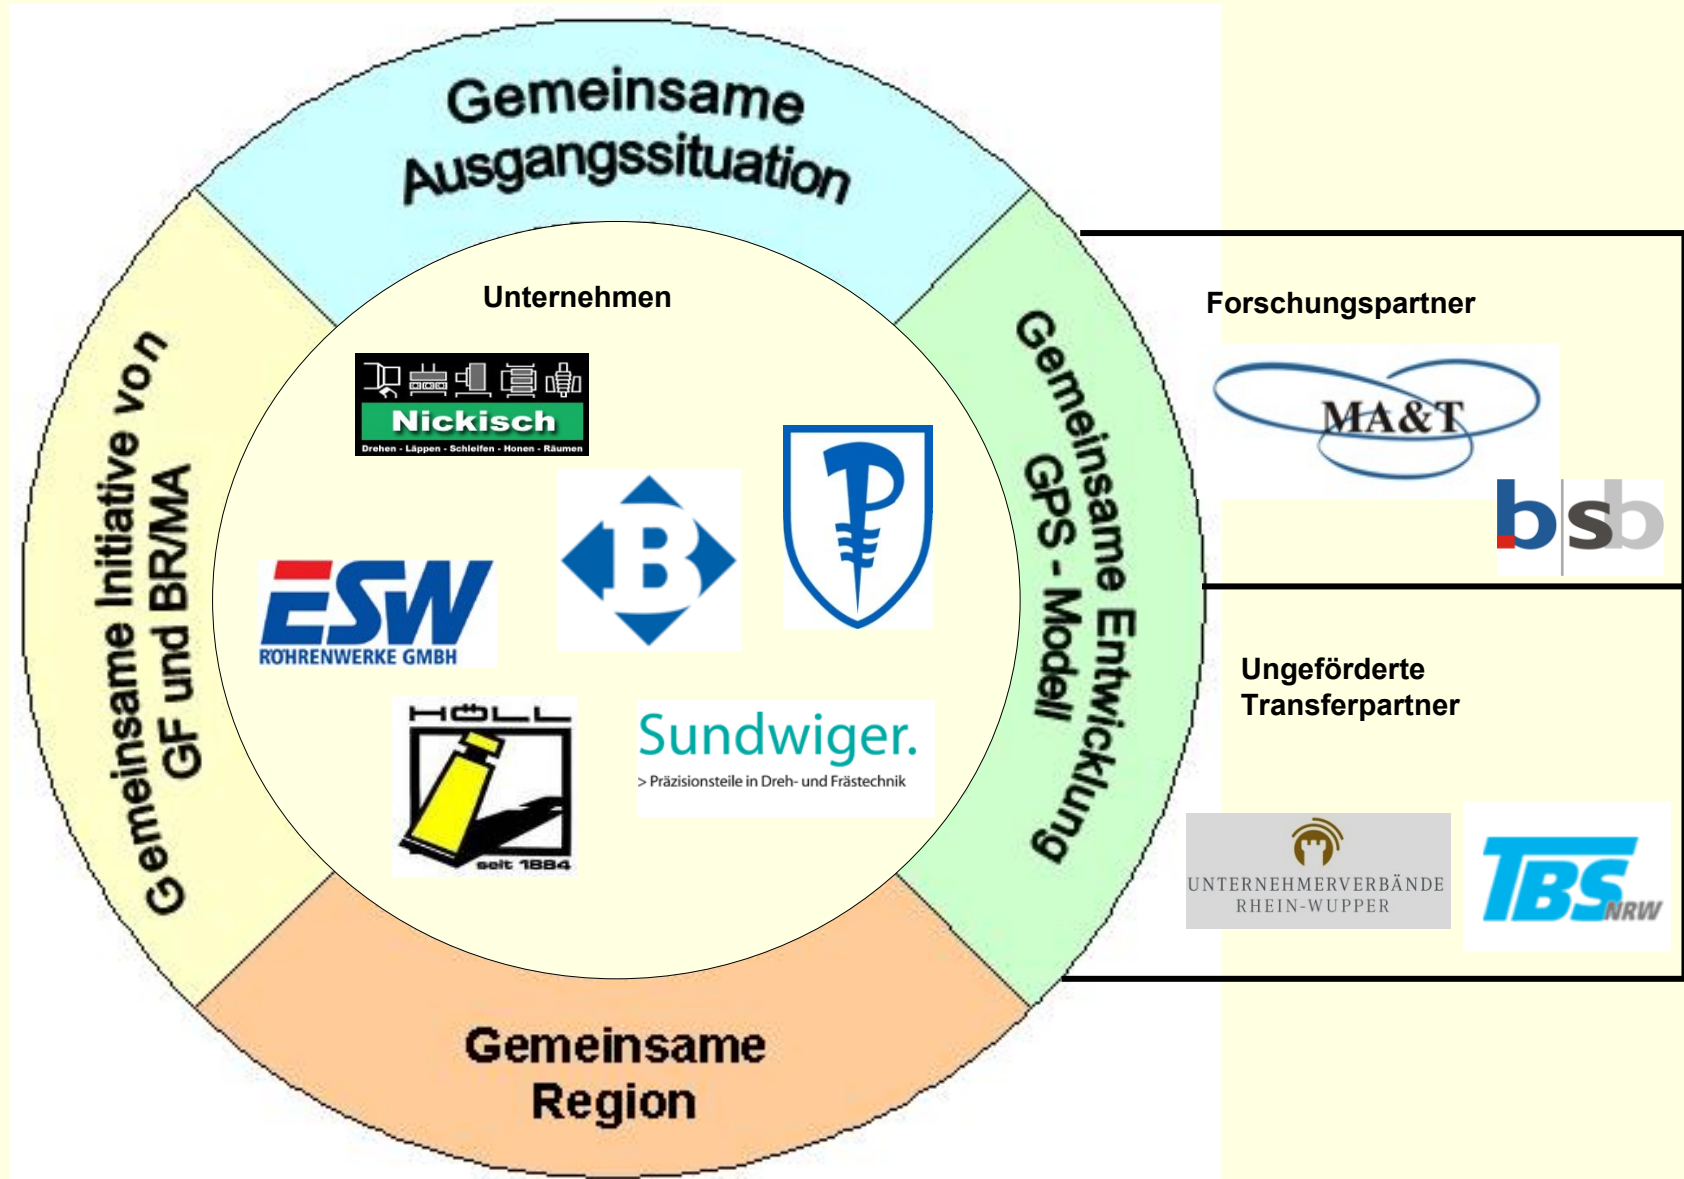 Gemeinsame
Ausgangssituation
Gemeinsame Initiative von
GF und BR/MA
Gemeinsame Entwicklung
GPS - Modell
Gemeinsame
Region
Unternehmen
Nickisch
Drehen - Läppen - Schleifen - Honen - Räumen
B
P
ESW
RÖHRENWERKE GMBH
HÖLL
seit 1884
Sundwiger.
> Präzisionsteile in Dreh- und Frästechnik
Forschungspartner
MA&T
bsb
Ungeförderte
Transferpartner
UNTERNEHMERVERBÄNDE
RHEIN-WUPPER
TBS
NRW